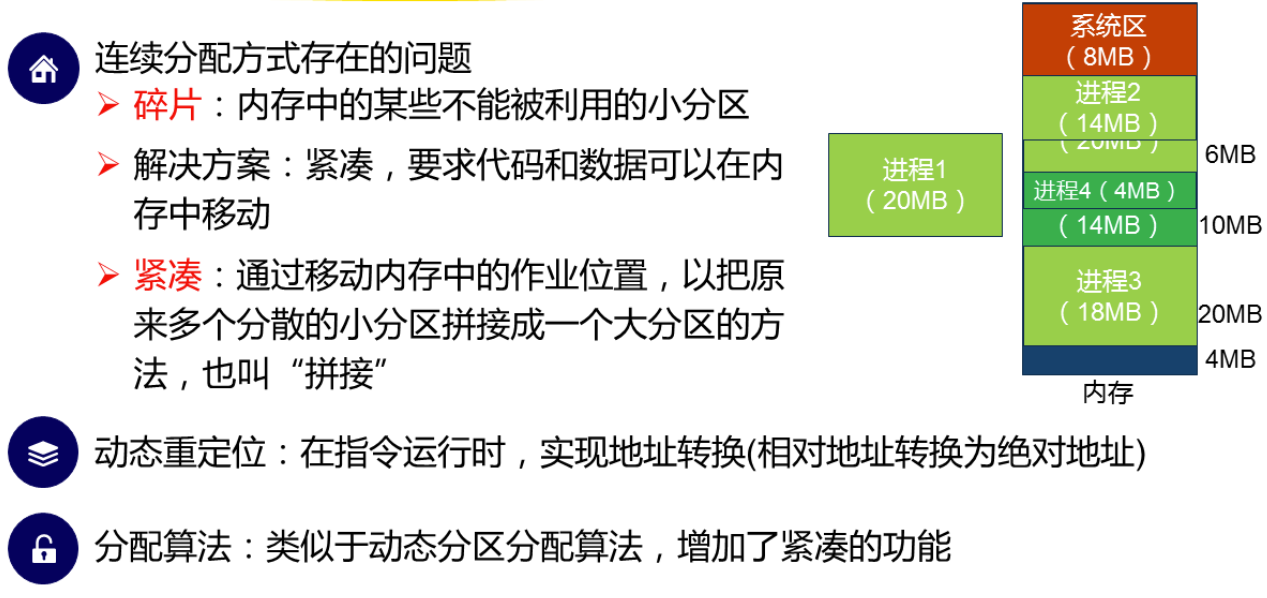 连续分配方式存在的问题
碎片：内存中的某些不能被利用的小分区
解决方案：紧凑，要求代码和数据可以在内
存中移动
紧凑：通过移动内存中的作业位置，以把原
来多个分散的小分区拼接成一个大分区的方
法，也叫“拼接”
动态重定位：在指令运行时，实现地址转换(相对地址转换为绝对地址)
分配算法：类似于动态分区分配算法，增加了紧凑的功能
进程1
（20MB）
系统区
（8MB）
进程2
（14MB）
（20MB）
6MB
进程4（4MB）
（14MB）
10MB
进程3
（18MB）
20MB
4MB
内存